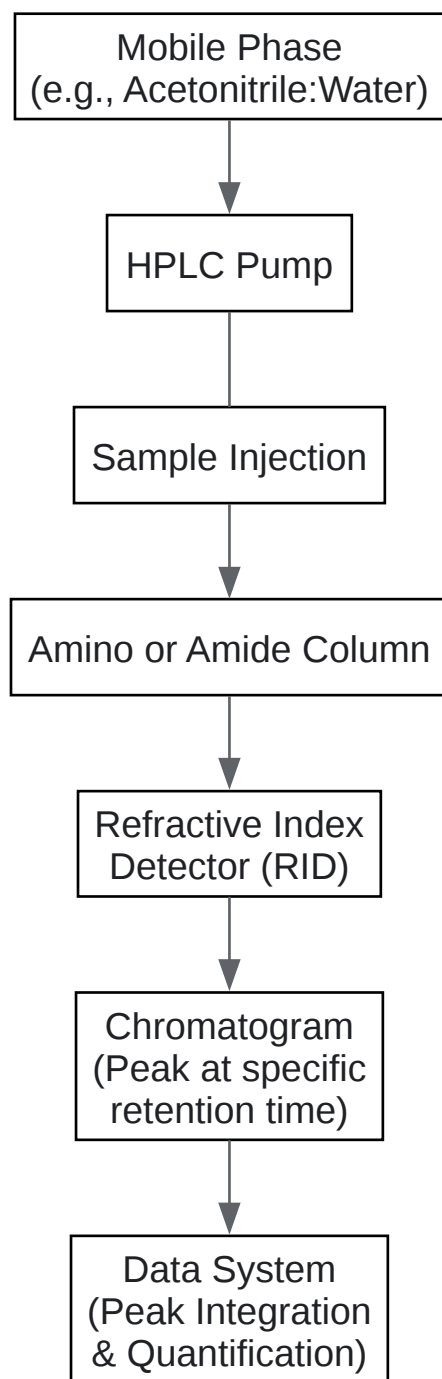 Mobile Phase
(e.g., Acetonitrile:Water)
HPLC Pump
Sample Injection
Amino or Amide Column
Refractive Index
Detector (RID)
Chromatogram
(Peak at specific
retention time)
Data System
(Peak Integration
& Quantification)